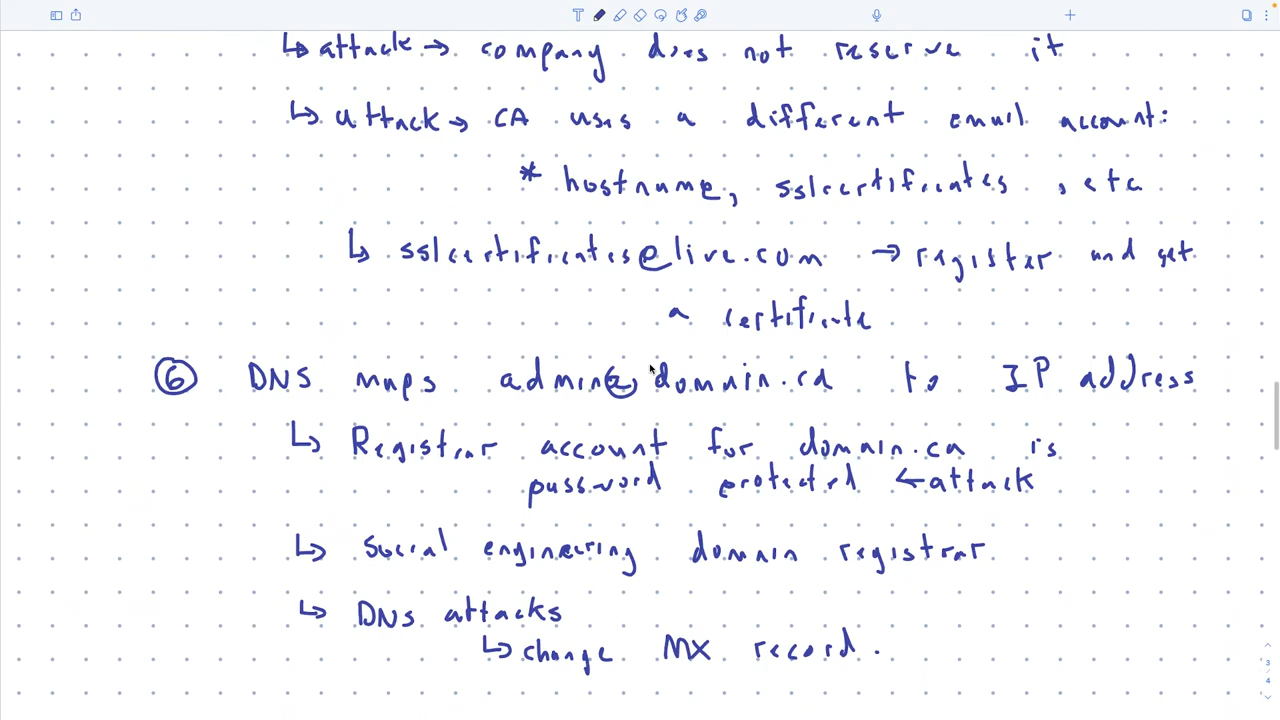 ↳ attack → company does not reserve it
↳ attack → CA uses a different email account:
* hostname, sslcertificates, etc
↳ sslcertificates@live.com → register and get
a certificate
⑥ DNS maps admin@domain.ca to IP address
↳ Registrar account for domain.ca is
password protected ← attack
↳ Social engineering domain registrar
↳ DNS attacks
↳ change MX record.
3
4